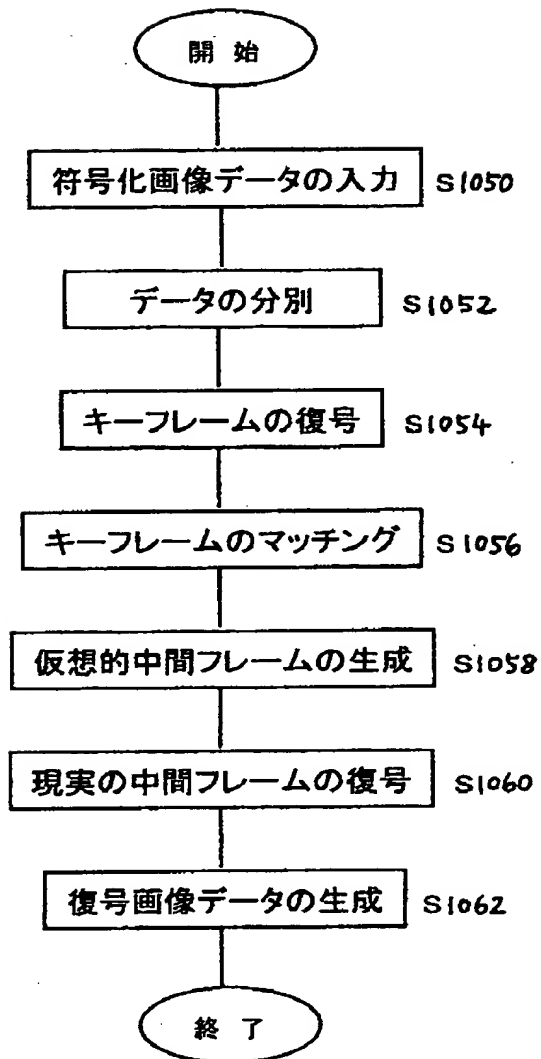 開始
符号化画像データの入力 S1050
データの分別 S1052
キーフレームの復号 S1054
キーフレームのマッチング S1056
仮想的中間フレームの生成 S1058
現実の中間フレームの復号 S1060
復号画像データの生成 S1062
終了